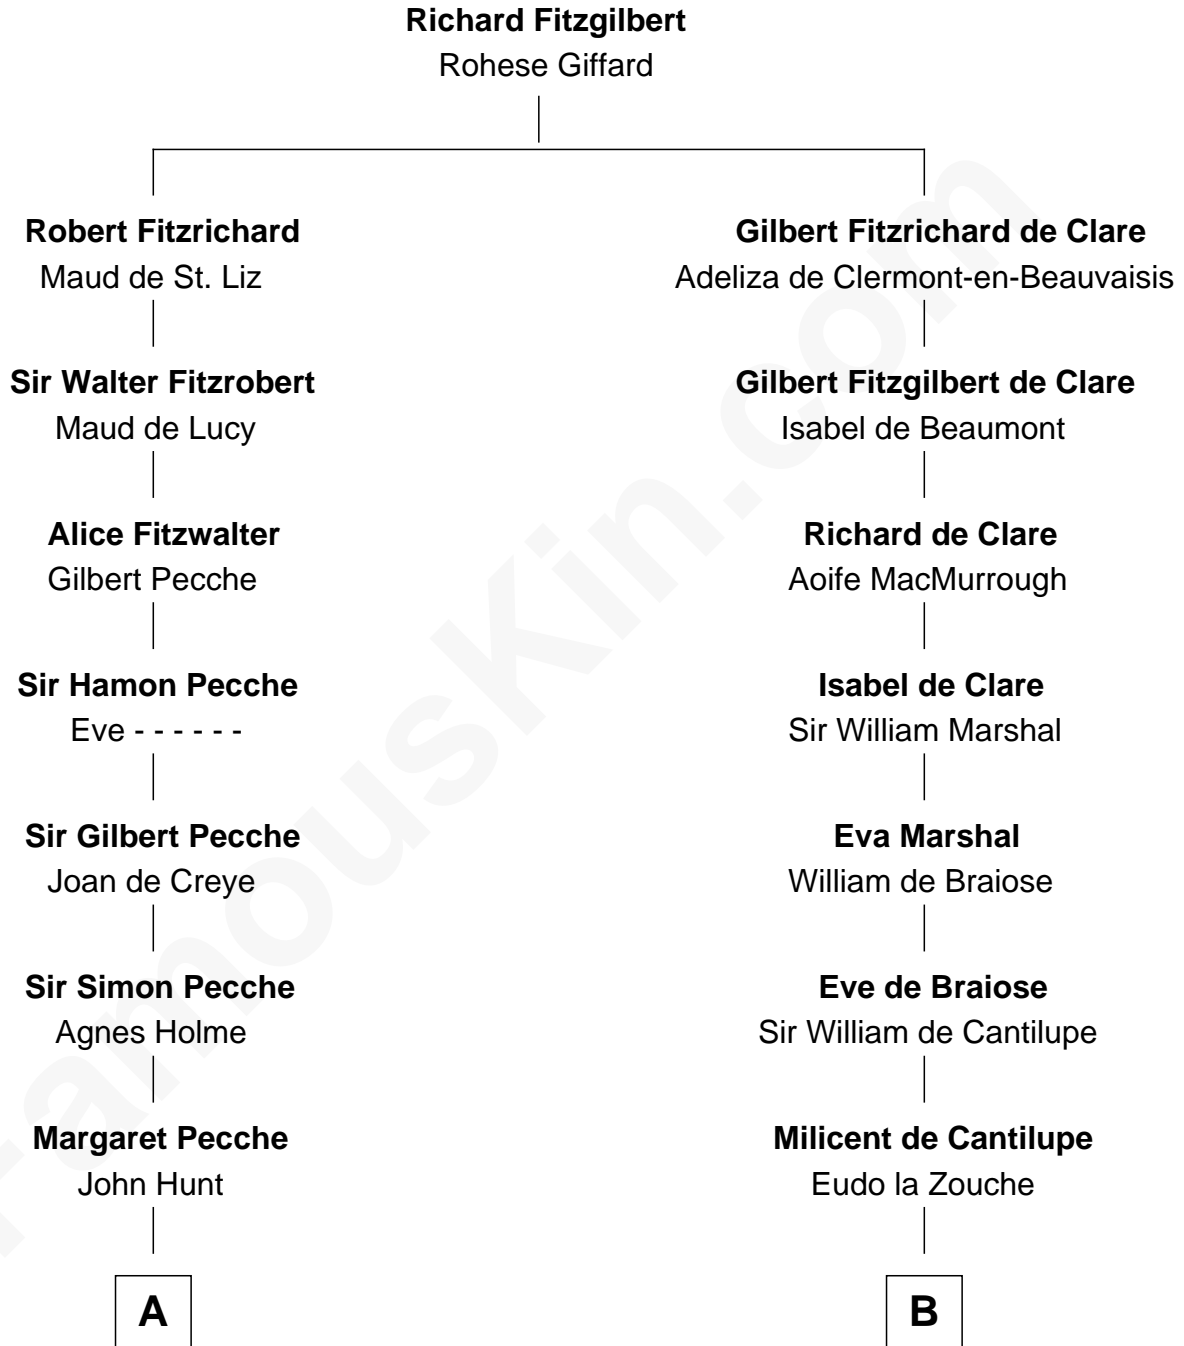 Richard Fitzgilbert
Rohese Giffard
Robert Fitzrichard
Maud de St. Liz
Gilbert Fitzrichard de Clare
Adeliza de Clermont-en-Beauvaisis
Sir Walter Fitzrobert
Maud de Lucy
Gilbert Fitzgilbert de Clare
Isabel de Beaumont
Alice Fitzwalter
Gilbert Pecche
Richard de Clare
Aoife MacMurrough
Sir Hamon Pecche
Eve - - - - - -
Isabel de Clare
Sir William Marshal
Sir Gilbert Pecche
Joan de Creye
Eva Marshal
William de Braiose
Sir Simon Pecche
Agnes Holme
Eve de Braiose
Sir William de Cantilupe
Margaret Pecche
John Hunt
Milicent de Cantilupe
Eudo la Zouche
A
B
FamousKin.com